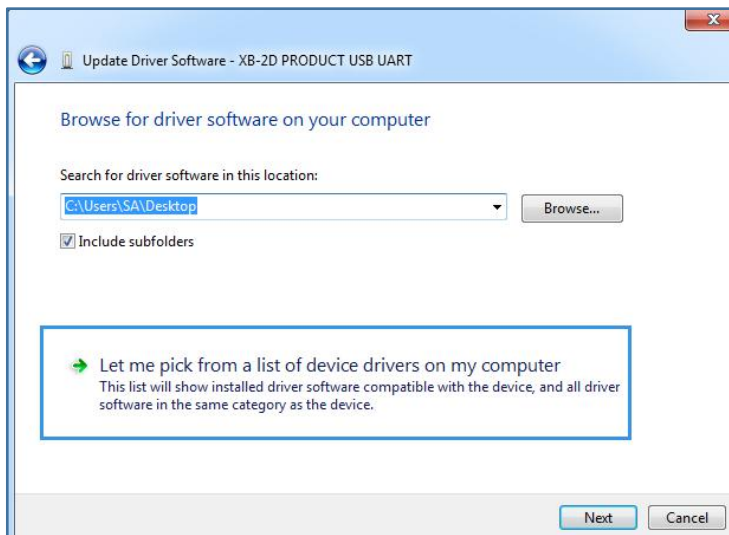 Update Driver Software - XB-2D PRODUCT USB UART
Browse for driver software on your computer
Search for driver software in this location:
C:\Users\SA\Desktop
Browse...
Include subfolders
Let me pick from a list of device drivers on my computer
This list will show installed driver software compatible with the device, and all driver
software in the same category as the device.
Next
Cancel